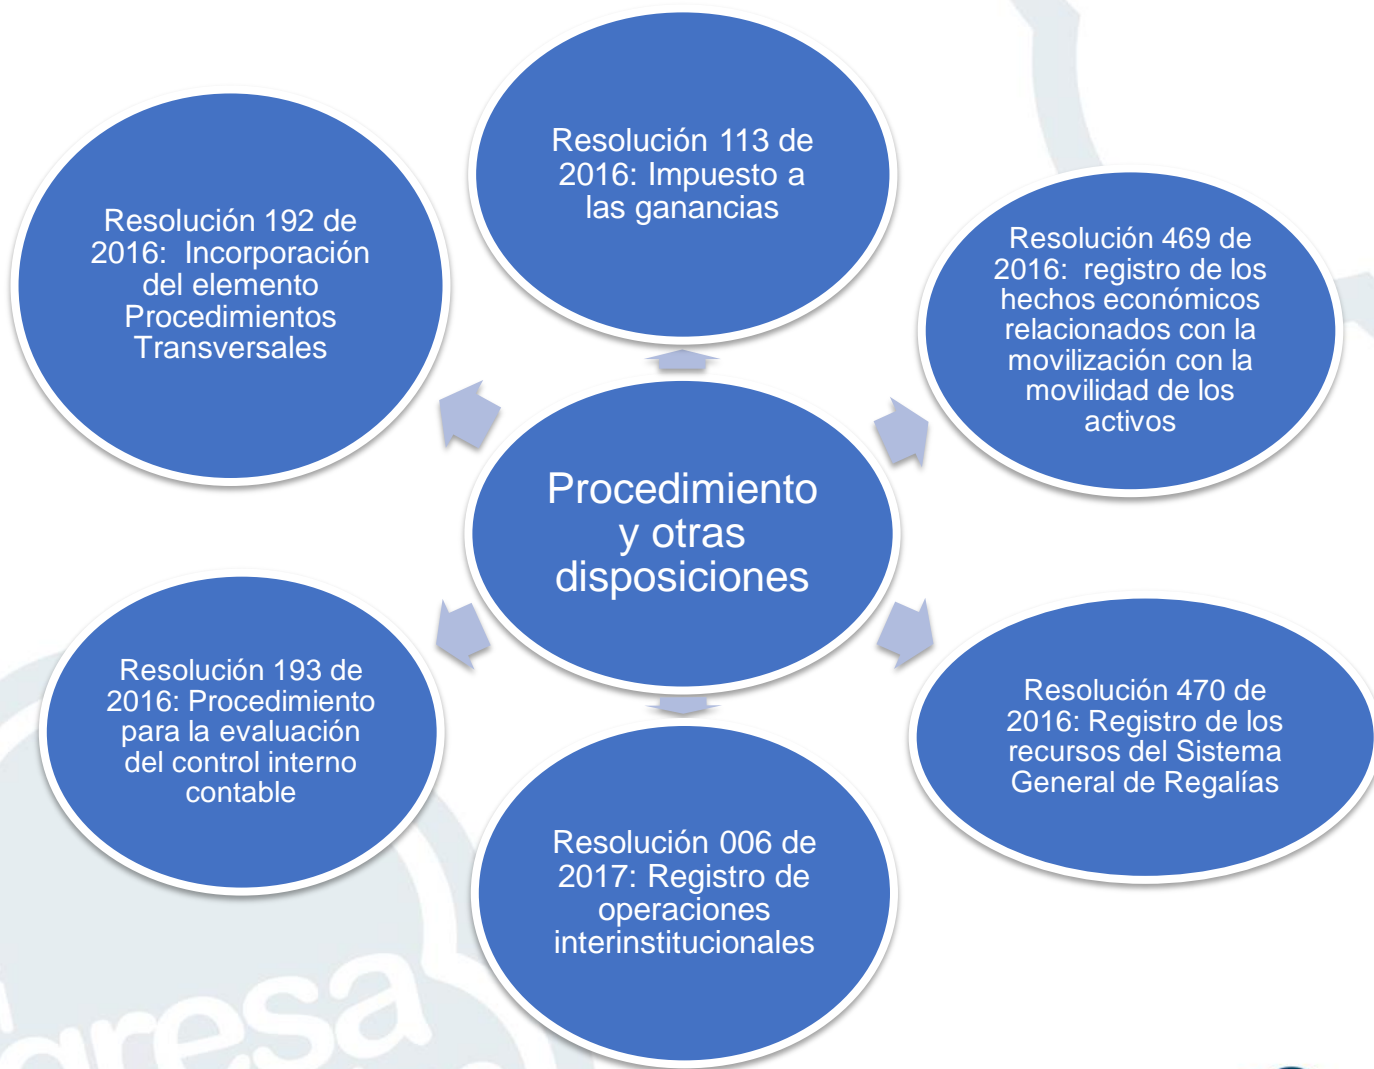 Resolución 113 de
2016: Impuesto a
las ganancias
Resolución 192 de
2016:  Incorporación
del elemento
Procedimientos
Transversales
Resolución 469 de
2016:  registro de los
hechos económicos
relacionados con la
movilización con la
movilidad de los
activos
Procedimiento
y otras
disposiciones
Resolución 193 de
2016: Procedimiento
para la evaluación
del control interno
contable
Resolución 470 de
2016: Registro de los
recursos del Sistema
General de Regalías
Resolución 006 de
2017: Registro de
operaciones
interinstitucionales